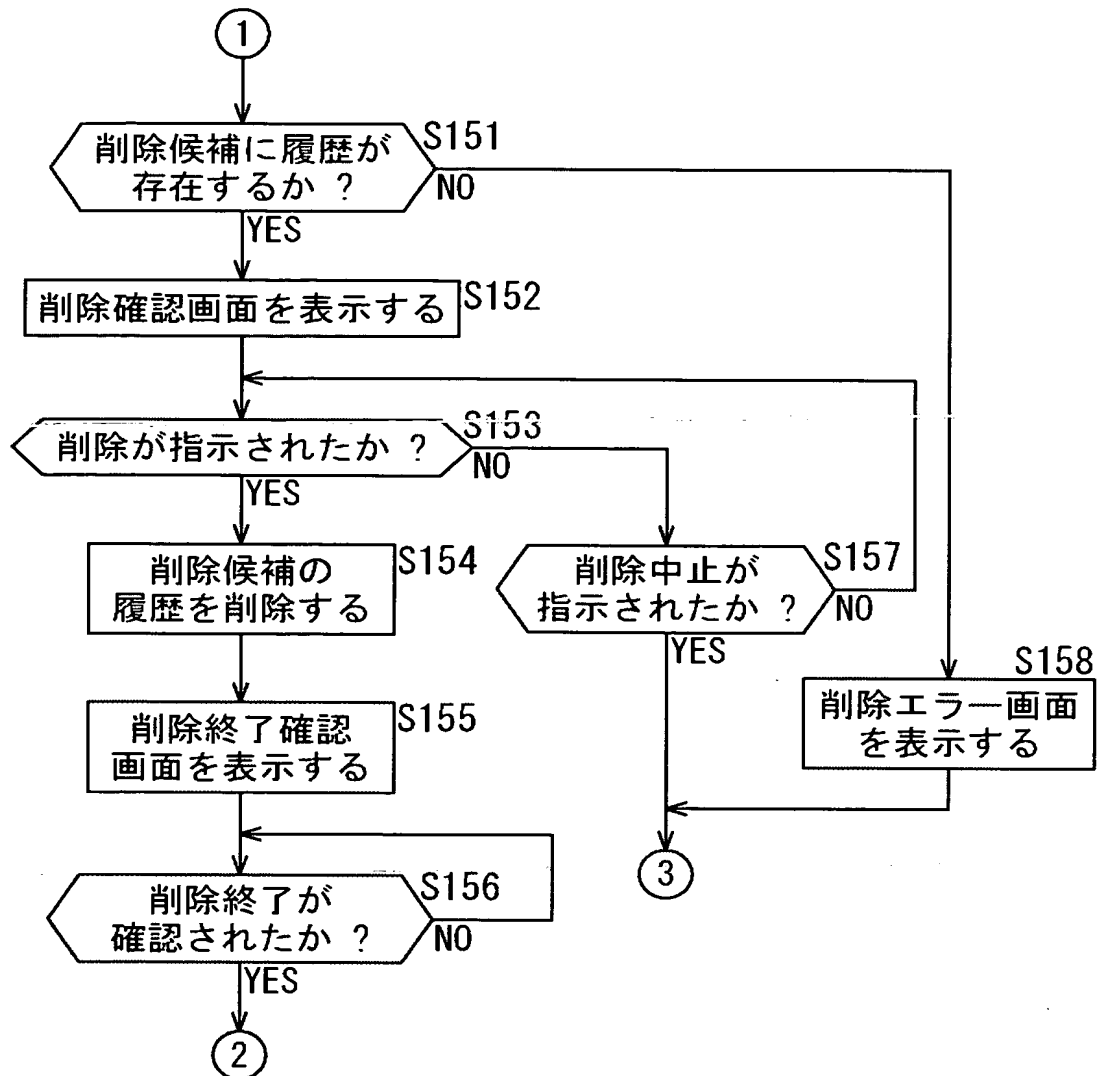 1
削除候補に履歴が
存在するか ?
S151
NO
YES
削除確認画面を表示する
S152
削除が指示されたか ?
S153
NO
YES
削除候補の
履歴を削除する
S154
削除中止が
指示されたか ?
S157
NO
YES
S158
削除エラー画面
を表示する
削除終了確認
画面を表示する
S155
3
削除終了が
確認されたか ?
S156
NO
YES
2